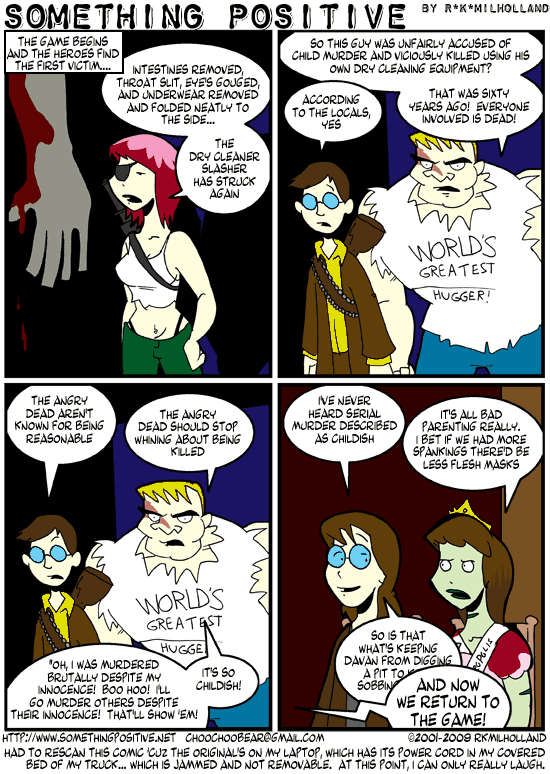 SOMETHING POSITIVE
BY R*K*MILHOLLAND
THE GAME BEGINS
AND THE HEROES FIND
THE FIRST VICTIM....
INTESTINES REMOVED,
THROAT SLIT, EYES GOUGED,
AND UNDERWEAR REMOVED
AND FOLDED NEATLY TO
THE SIDE...
THE
DRY CLEANER
SLASHER
HAS STRUCK
AGAIN
SO THIS GUY WAS UNFAIRLY ACCUSED OF
CHILD MURDER AND VICIOUSLY KILLED USING HIS
OWN DRY CLEANING EQUIPMENT?
ACCORDING
TO THE LOCALS,
YES
THAT WAS SIXTY
YEARS AGO! EVERYONE
INVOLVED IS DEAD!
WORLD'S
GREATEST
HUGGER!
THE ANGRY
DEAD AREN'T
KNOWN FOR BEING
REASONABLE
THE ANGRY
DEAD SHOULD STOP
WHINING ABOUT BEING
KILLED
WORLD'S
GREATEST
HUGGE
"OH, I WAS MURDERED
BRUTALLY DESPITE MY
INNOCENCE! BOO HOO! I'LL
GO MURDER OTHERS DESPITE
THEIR INNOCENCE! THAT'LL SHOW 'EM!
IT'S SO
CHILDISH!
I'VE NEVER
HEARD SERIAL
MURDER DESCRIBED
AS CHILDISH
IT'S ALL BAD
PARENTING REALLY.
I BET IF WE HAD MORE
SPANKINGS THERE'D BE
LESS FLESH MASKS
SO IS THAT
WHAT'S KEEPING
DAVAN FROM DIGGING
A PIT TO
SOBBIN
AND NOW
WE RETURN TO
THE GAME!
HTTP://WWW.SOMETHINGPOSITIVE.NET CHOOCHOOBEAR@GMAIL.COM
©2001-2009 RKMILHOLLAND
HAD TO RESCAN THIS COMIC 'CUZ THE ORIGINAL'S ON MY LAPTOP, WHICH HAS IT'S POWER CORD IN MY COVERED
BED OF MY TRUCK... WHICH IS JAMMED AND NOT REMOVABLE. AT THIS POINT, I CAN ONLY REALLY LAUGH.